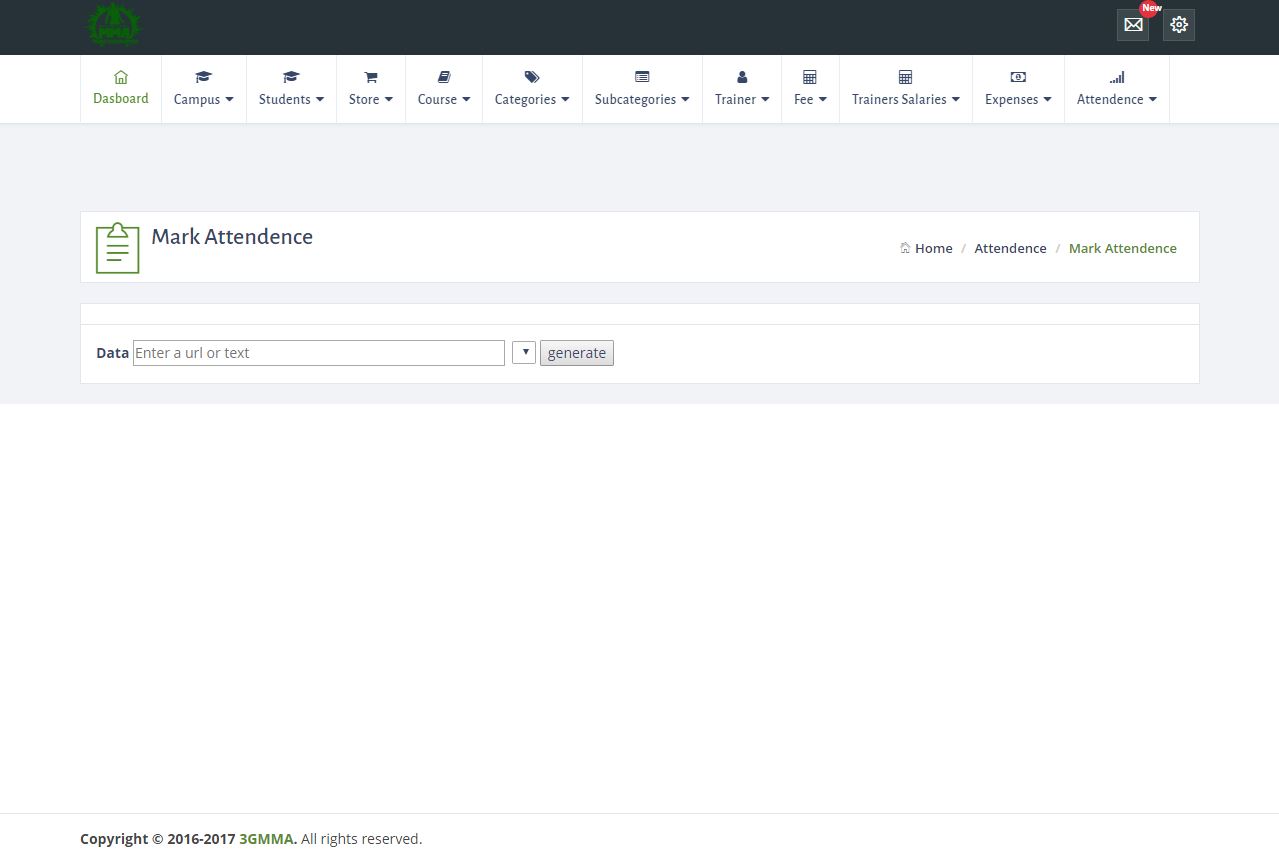 MMA
New
Dasboard
Campus
Students
Store
Course
Categories
Subcategories
Trainer
Fee
Trainers Salaries
Expenses
Attendence
Mark Attendence
Home / Attendence / Mark Attendence
Data Enter a url or text generate
Copyright © 2016-2017 3GMMA. All rights reserved.